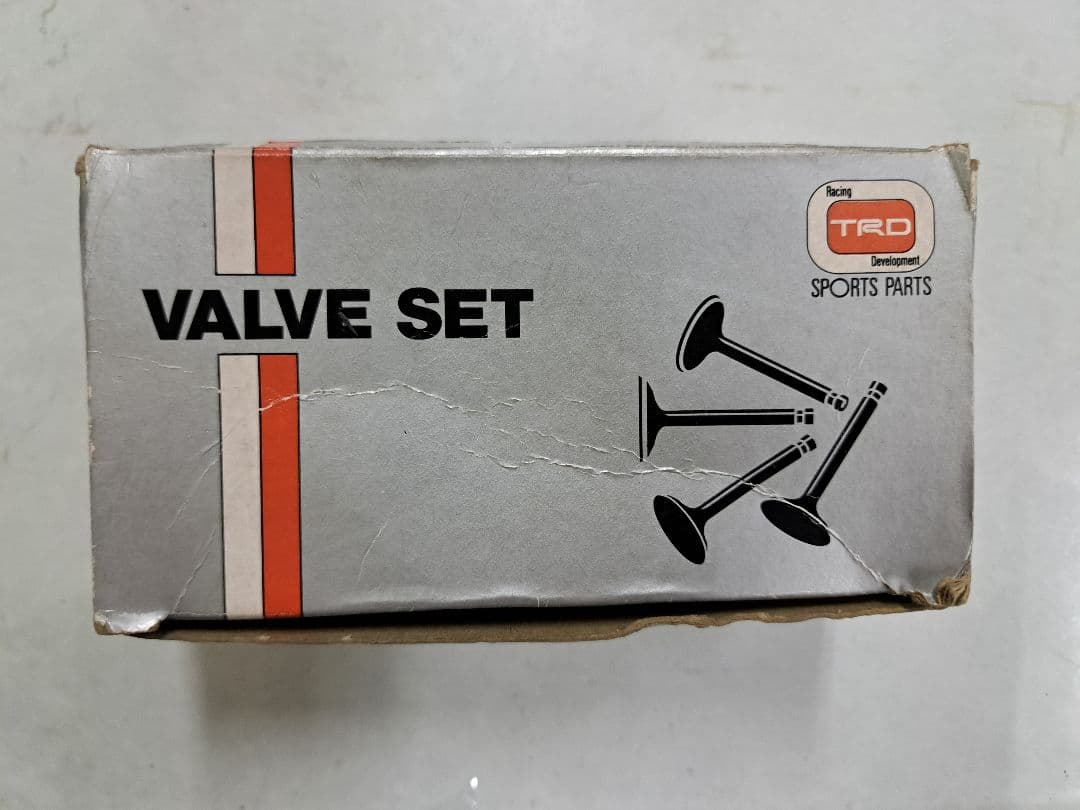 Racing
TRD
Development
SPORTS PARTS
VALVE SET